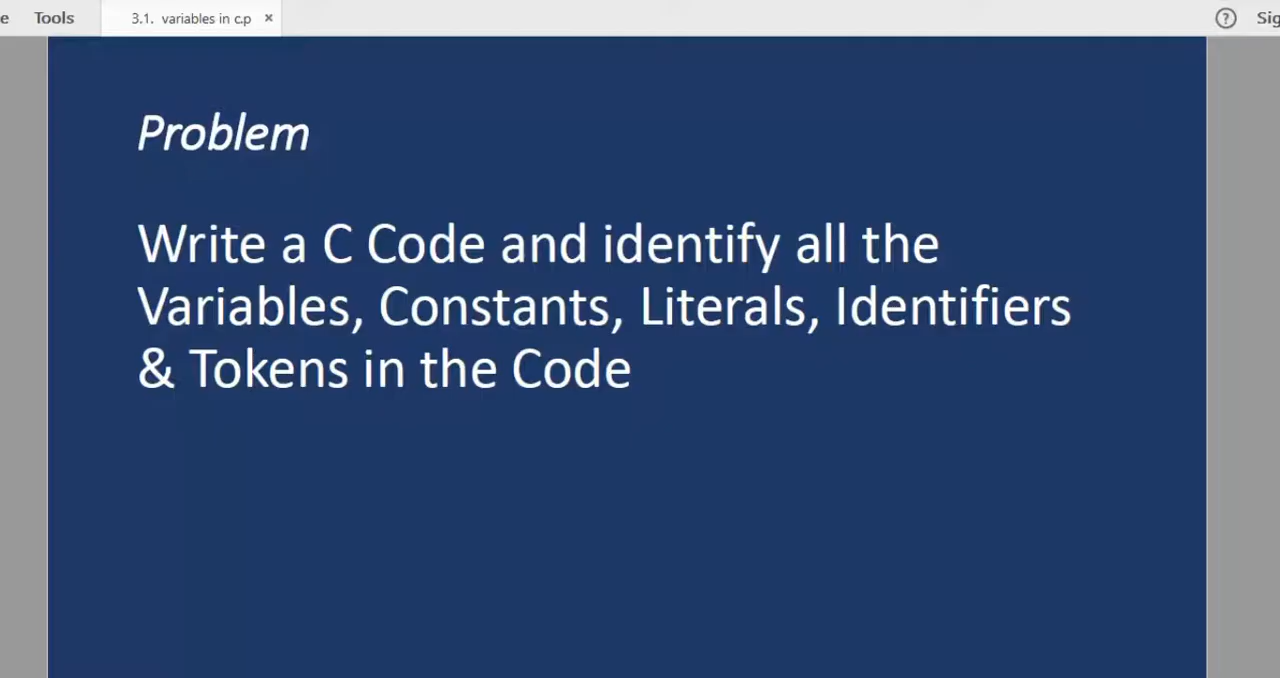 e Tools 3.1. variables in c.p × ? Sig
Problem
Write a C Code and identify all the
Variables, Constants, Literals, Identifiers
& Tokens in the Code